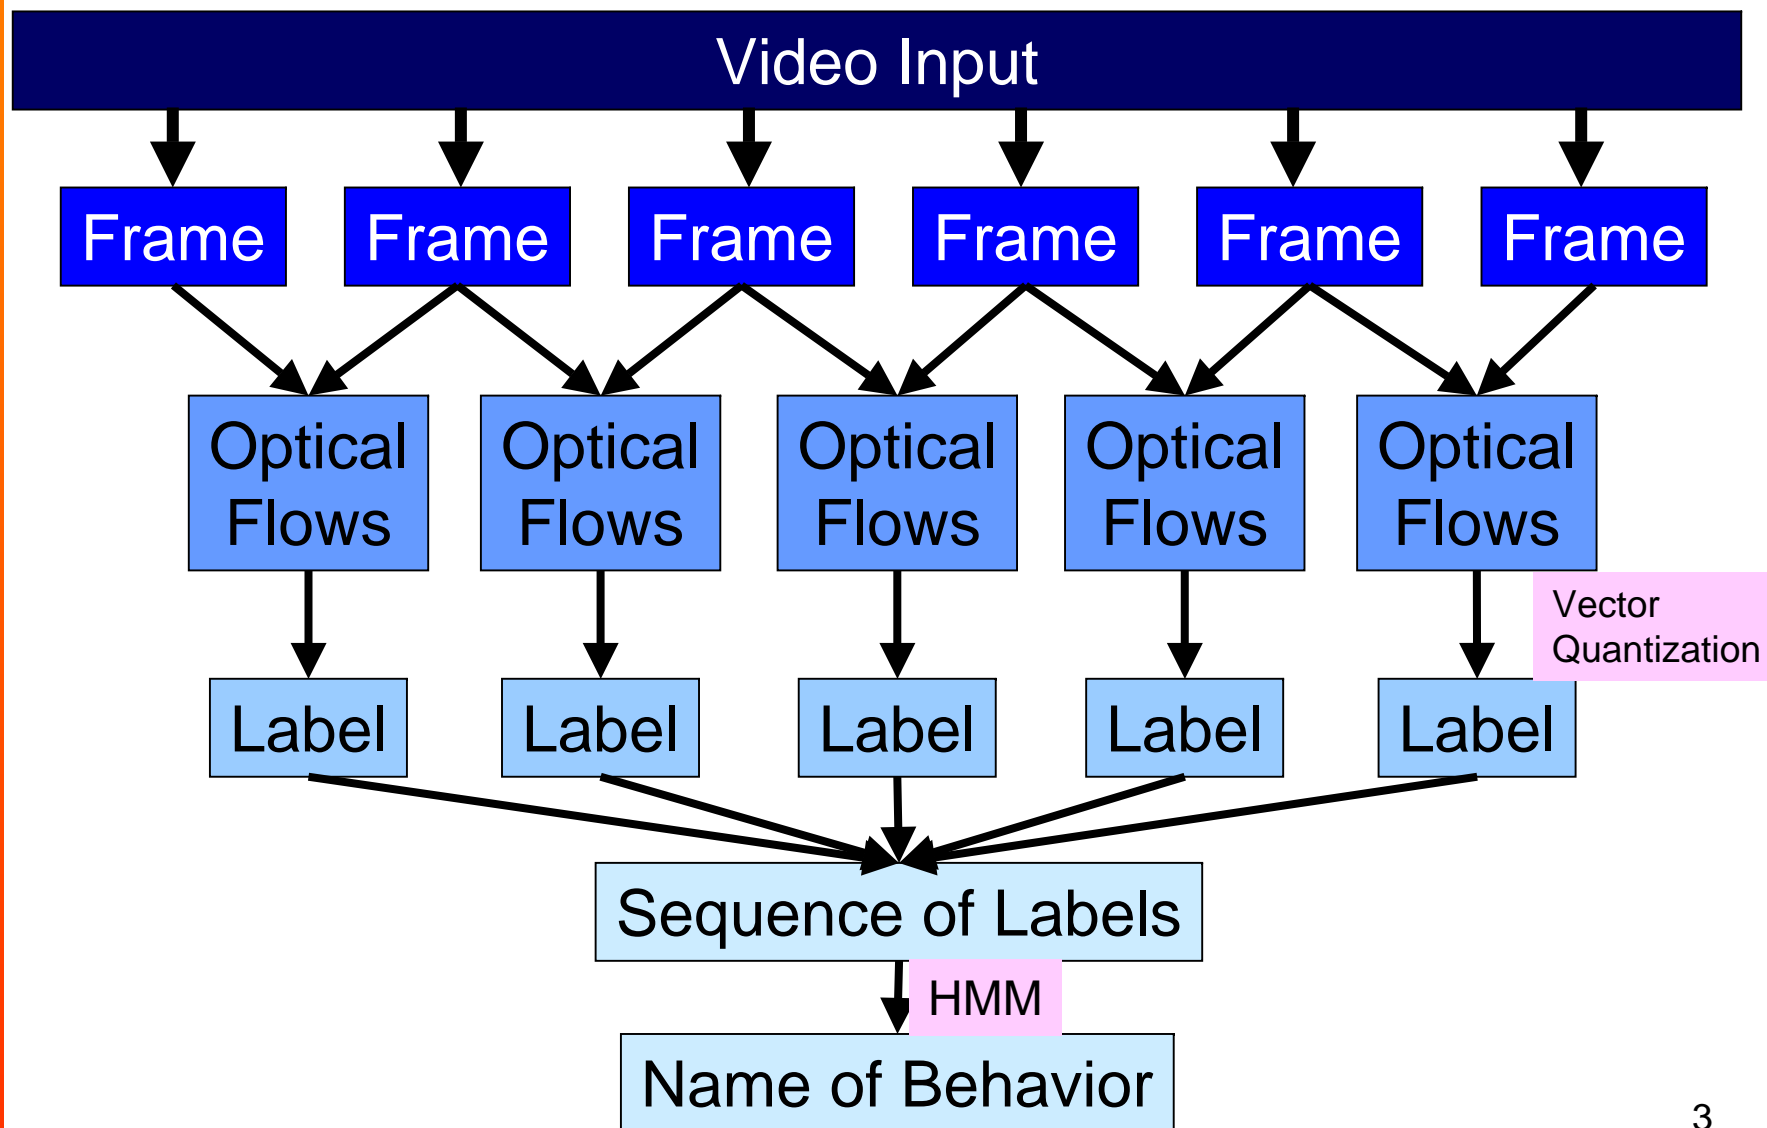 Video Input
Frame Frame Frame Frame Frame Frame
Optical Optical Optical Optical Optical
Flows Flows Flows Flows Flows
Vector
Quantization
Label Label Label Label Label
Sequence of Labels
HMM
Name of Behavior
3